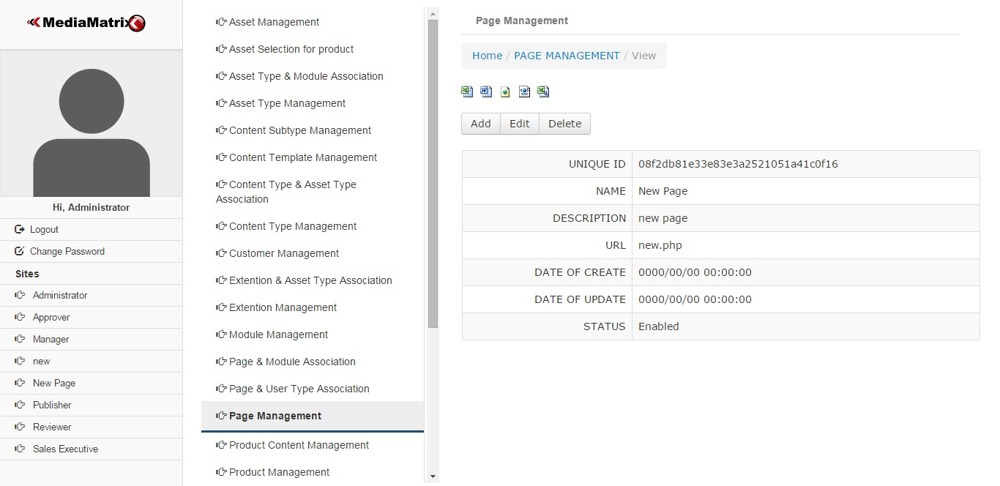 MediaMatrix
Hi, Administrator
Logout
Change Password
Sites
Administrator
Approver
Manager
new
New Page
Publisher
Reviewer
Sales Executive
Asset Management
Asset Selection for product
Asset Type & Module Association
Asset Type Management
Content Subtype Management
Content Template Management
Content Type & Asset Type
Association
Content Type Management
Customer Management
Extention & Asset Type Association
Extention Management
Module Management
Page & Module Association
Page & User Type Association
Page Management
Product Content Management
Product Management
Page Management
Home / PAGE MANAGEMENT / View
Add Edit Delete
UNIQUE ID 08f2db81e33e83e3a2521051a41c0f16
NAME New Page
DESCRIPTION new page
URL new.php
DATE OF CREATE 0000/00/00 00:00:00
DATE OF UPDATE 0000/00/00 00:00:00
STATUS Enabled